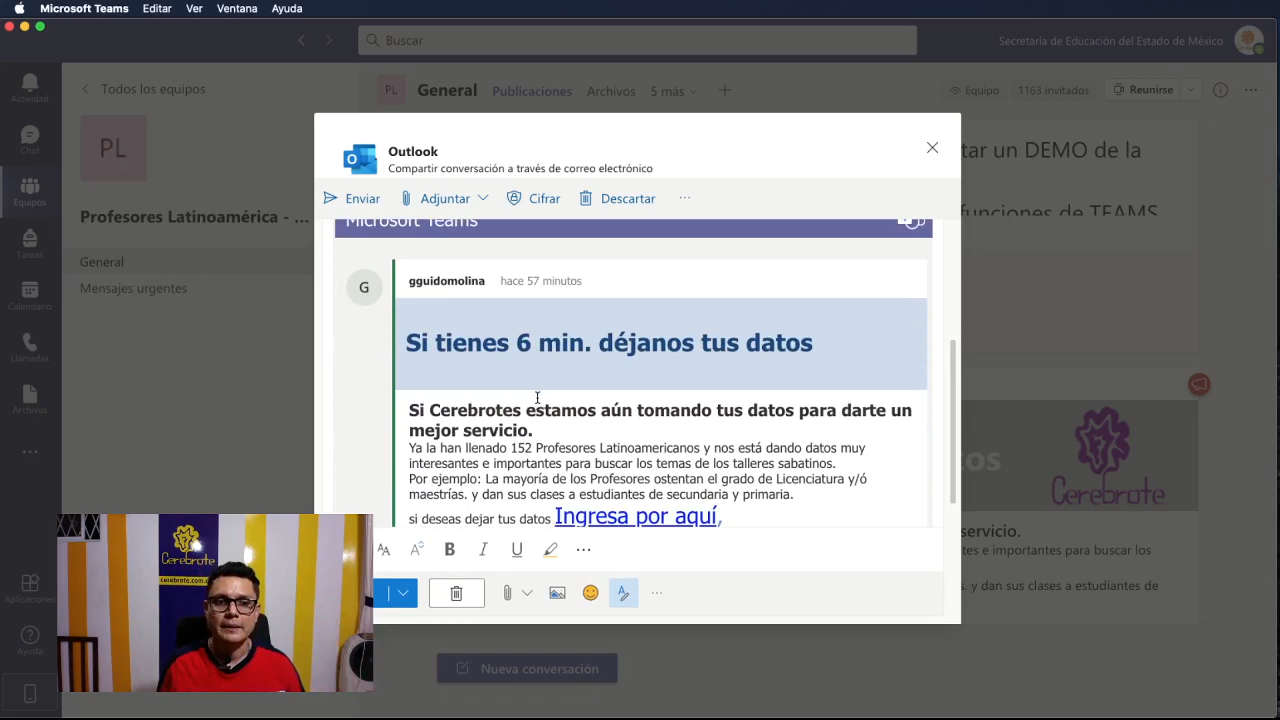 Microsoft Teams Editar Ver Ventana Ayuda
Buscar
Secretaría de Educación del Estado de México
Actividad
Chat
Equipos
Tareas
Calendario
Llamadas
Archivos
Aplicaciones
Ayuda
Todos los equipos
PL
Profesores Latinoamérica - ...
General
Mensajes urgentes
PL General Publicaciones Archivos 5 más
Equipo 1163 invitados Reunirse
tar un DEMO de la
funciones de TEAMS
Outlook
Compartir conversación a través de correo electrónico
Enviar Adjuntar Cifrar Descartar
Microsoft Teams
G
gguidomolina hace 57 minutos
Si tienes 6 min. déjanos tus datos
Si Cerebrotes estamos aún tomando tus datos para darte un
mejor servicio.
Ya la han llenado 152 Profesores Latinoamericanos y nos está dando datos muy
interesantes e importantes para buscar los temas de los talleres sabatinos.
Por ejemplo: La mayoría de los Profesores ostentan el grado de Licenciatura y/ó
maestrías. y dan sus clases a estudiantes de secundaria y primaria.
si deseas dejar tus datos Ingresa por aquí,
tos
Cerebrote
servicio.
es e importantes para buscar los
s. y dan sus clases a estudiantes de
Nueva conversación
Cerebrote